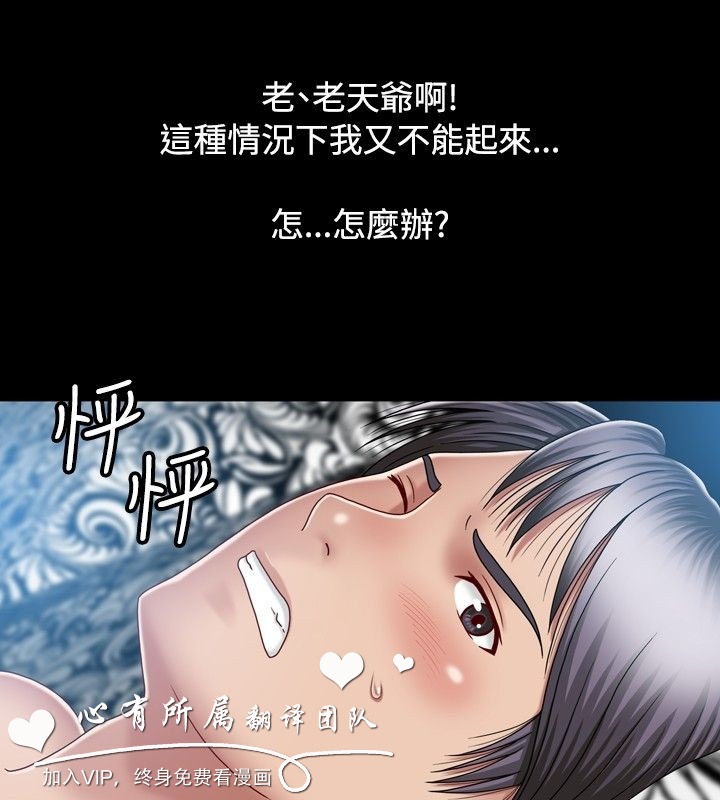 老、老天爺啊!
這種情況下我又不能起來...
怎...怎麼辦?
怦
怦
心有所属翻译团队
加入VIP，终身免费看漫画